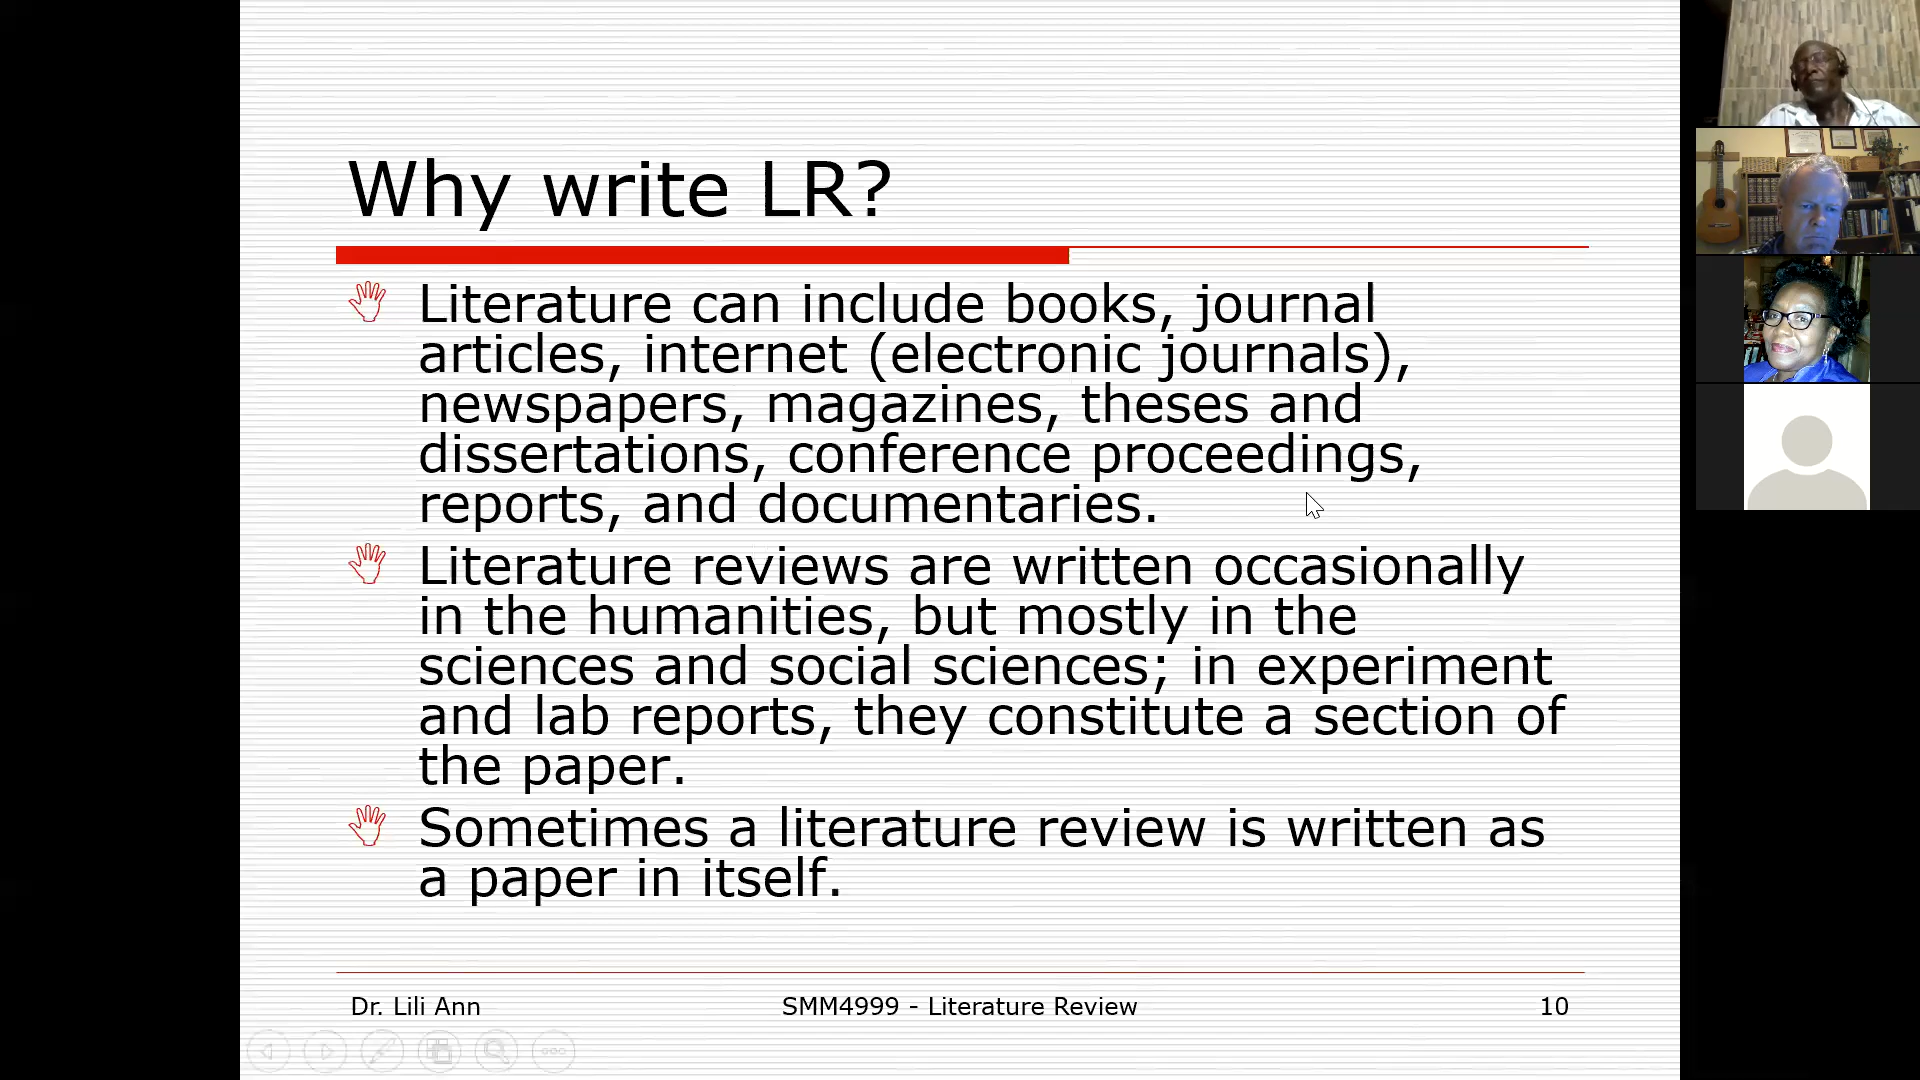 Why write LR?
Literature can include books, journal
articles, internet (electronic journals),
newspapers, magazines, theses and
dissertations, conference proceedings,
reports, and documentaries.
Literature reviews are written occasionally
in the humanities, but mostly in the
sciences and social sciences; in experiment
and lab reports, they constitute a section of
the paper.
Sometimes a literature review is written as
a paper in itself.
Dr. Lili Ann
SMM4999 - Literature Review
10